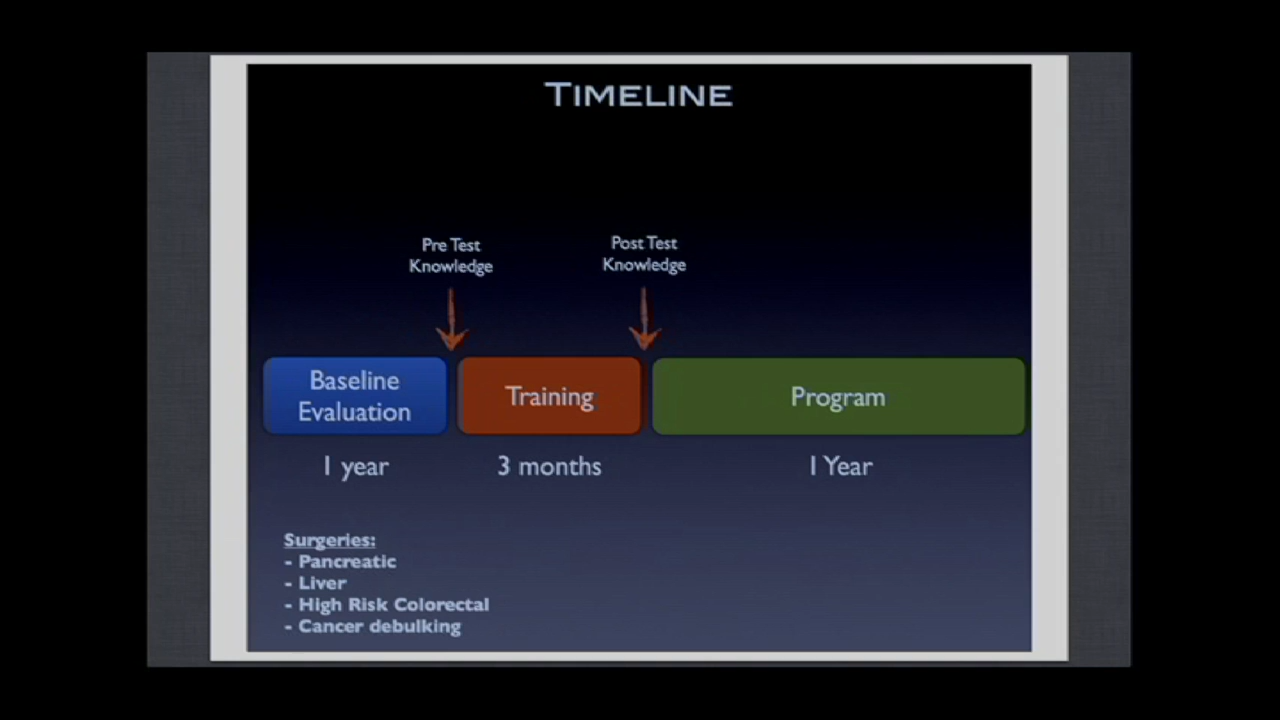 TIMELINE
Pre Test
Knowledge
Post Test
Knowledge
Baseline
Evaluation
Training
Program
1 year
3 months
1 Year
Surgeries:
- Pancreatic
- Liver
- High Risk Colorectal
- Cancer debulking